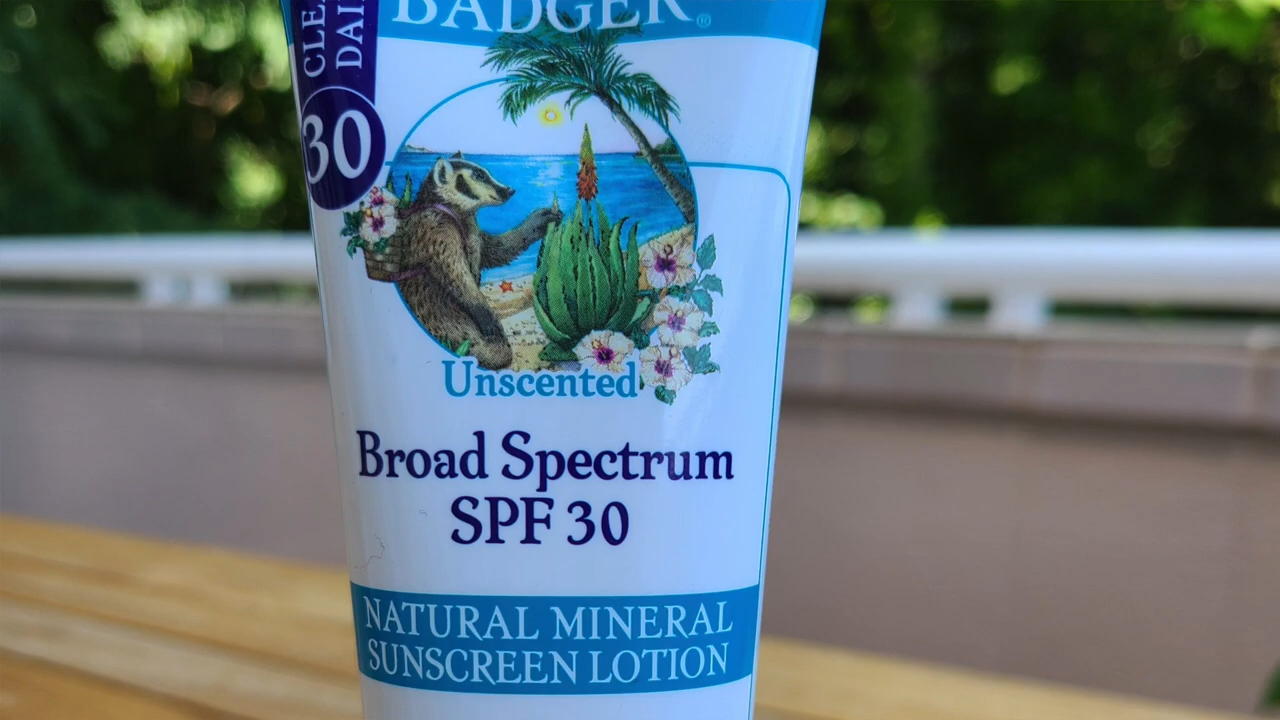 BADGER®
30
Unscented
Broad Spectrum
SPF 30
NATURAL MINERAL
SUNSCREEN LOTION